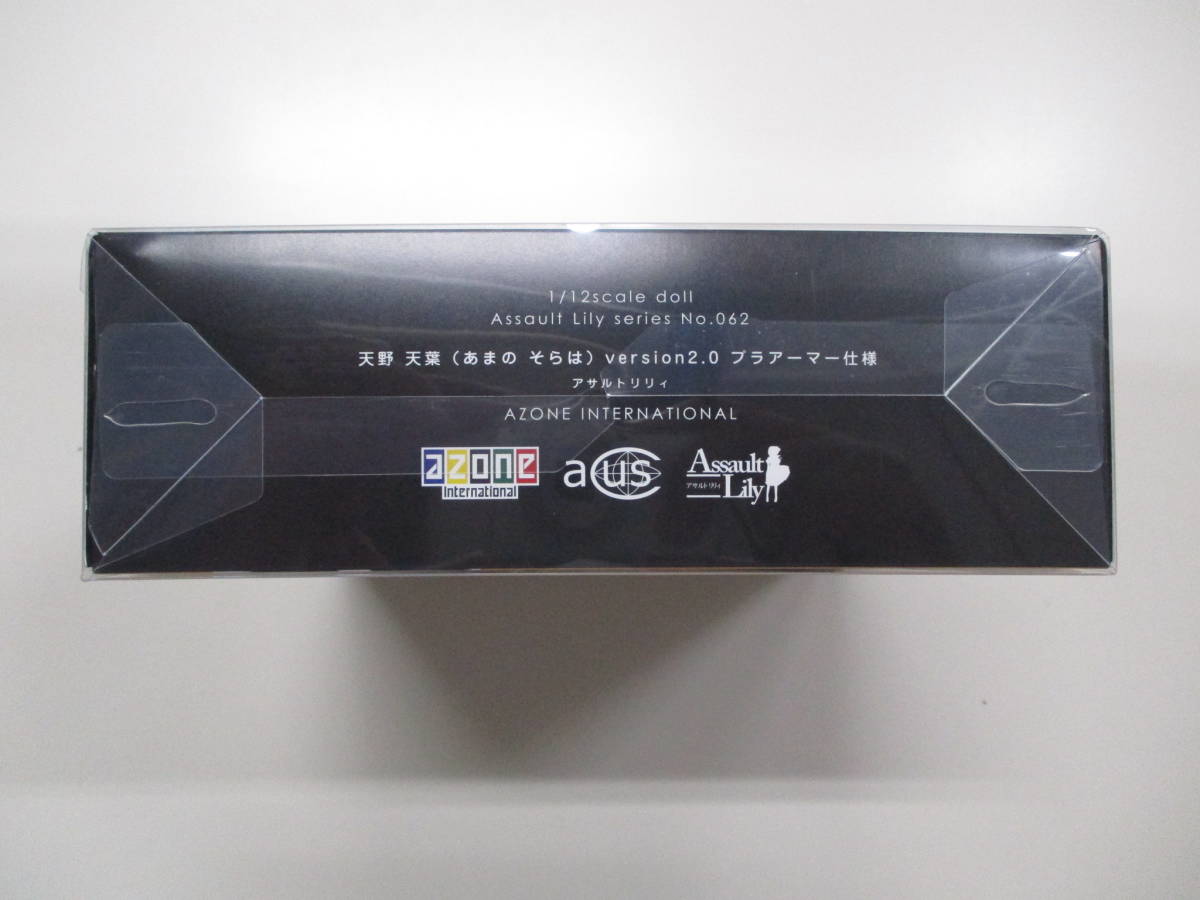 1/12scale doll
Assault Lily series No.062
天野 天葉（あまの そらは）version2.0 プラアーマー仕様
アサルトリリィ
AZONE INTERNATIONAL
azone
international
acus
Assault
アサルトリリィ
Lily